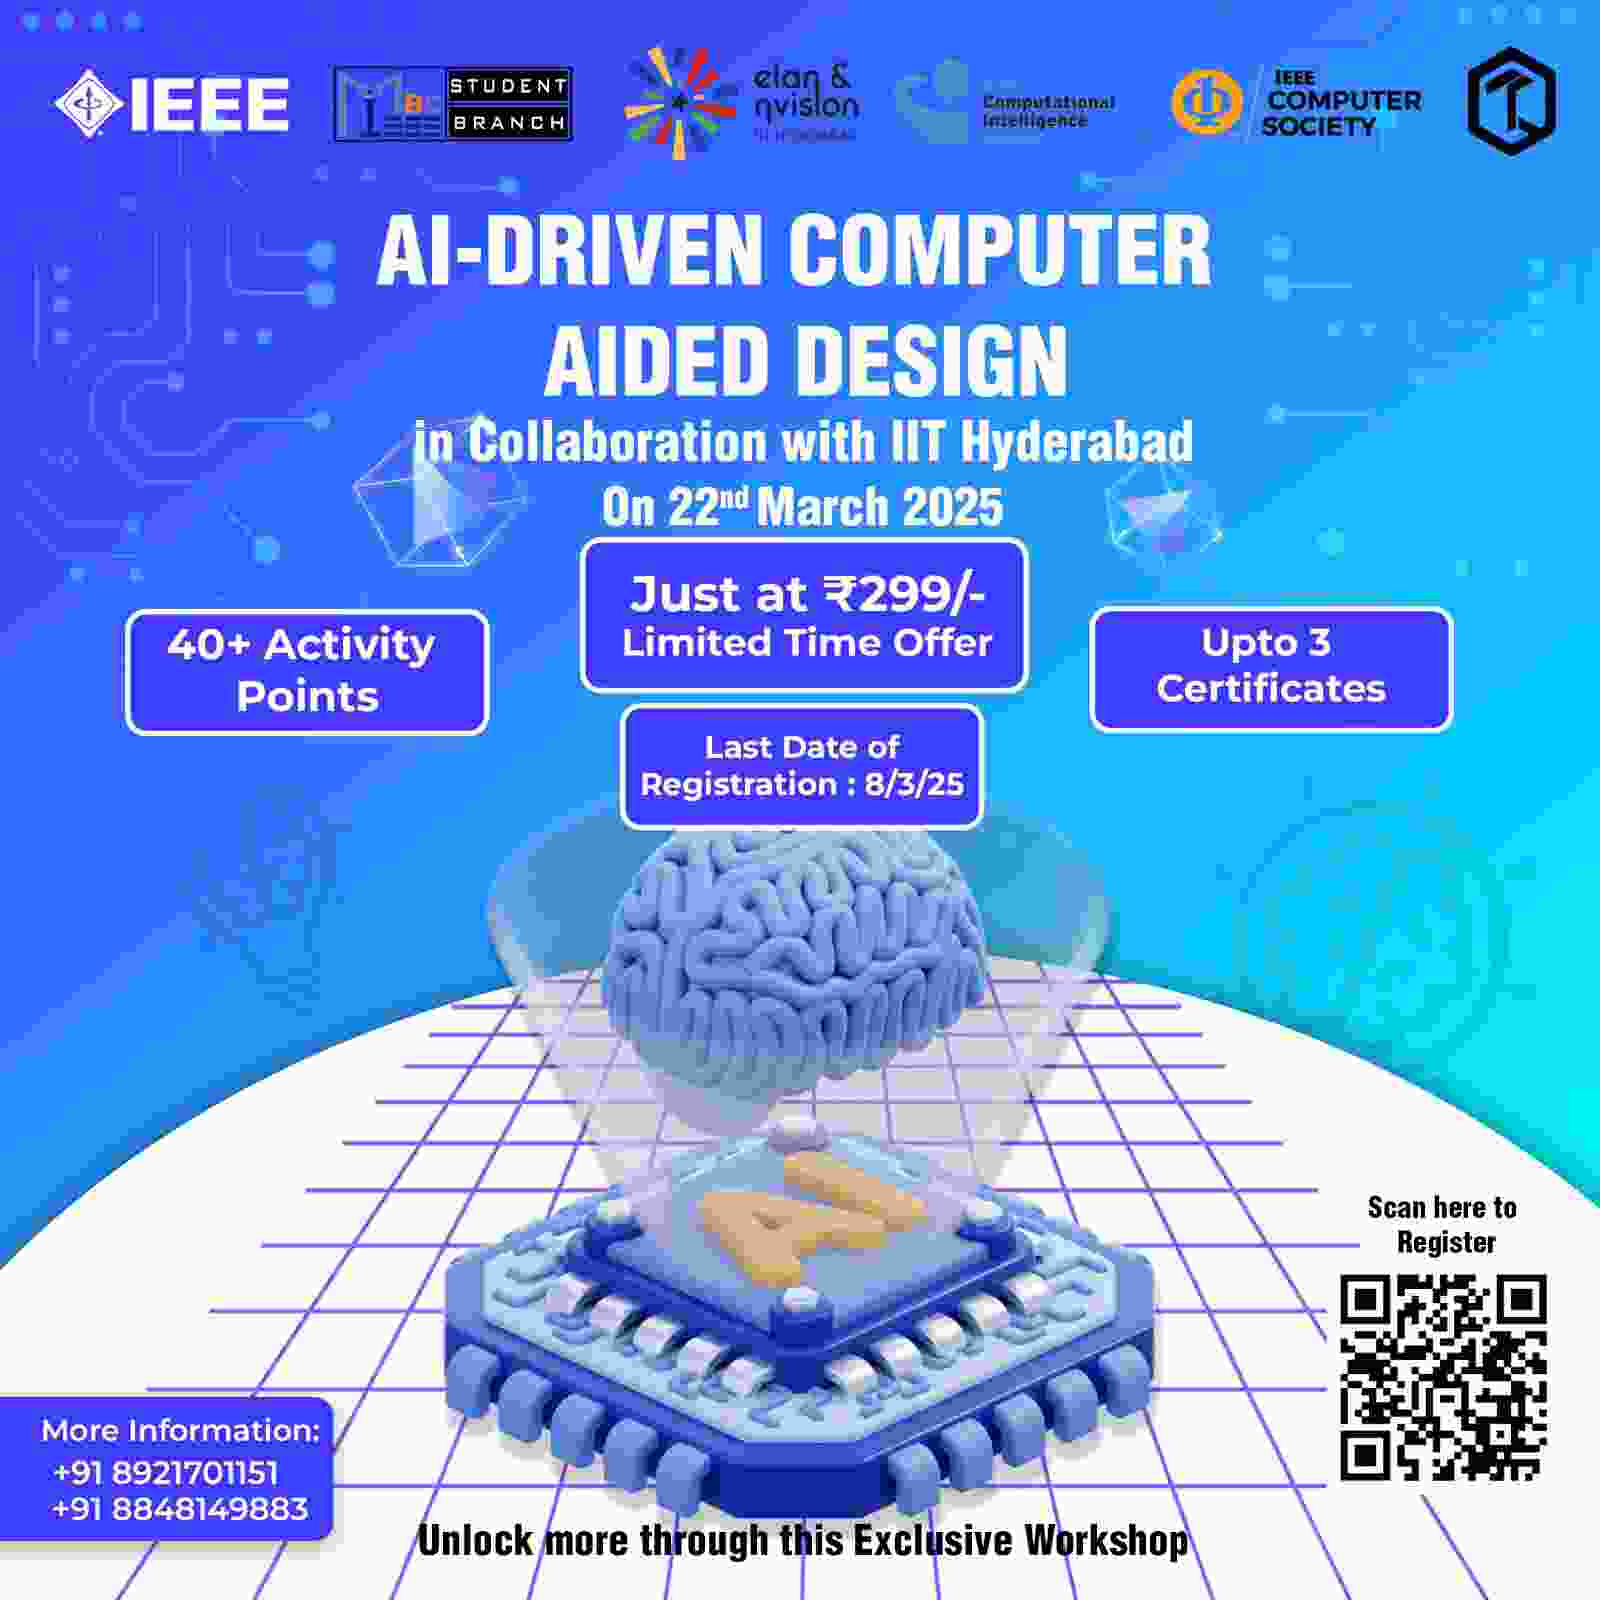 IEEE
STUDENT
BRANCH
elan &
ηvision
IIT HYDERABAD
Computational
Intelligence
IEEE
COMPUTER
SOCIETY
AI-DRIVEN COMPUTER
AIDED DESIGN
in Collaboration with IIT Hyderabad
On 22nd March 2025
Just at ₹299/-
Limited Time Offer
40+ Activity
Points
Upto 3
Certificates
Last Date of
Registration : 8/3/25
AI
Scan here to
Register
More Information:
+91 8921701151
+91 8848149883
Unlock more through this Exclusive Workshop